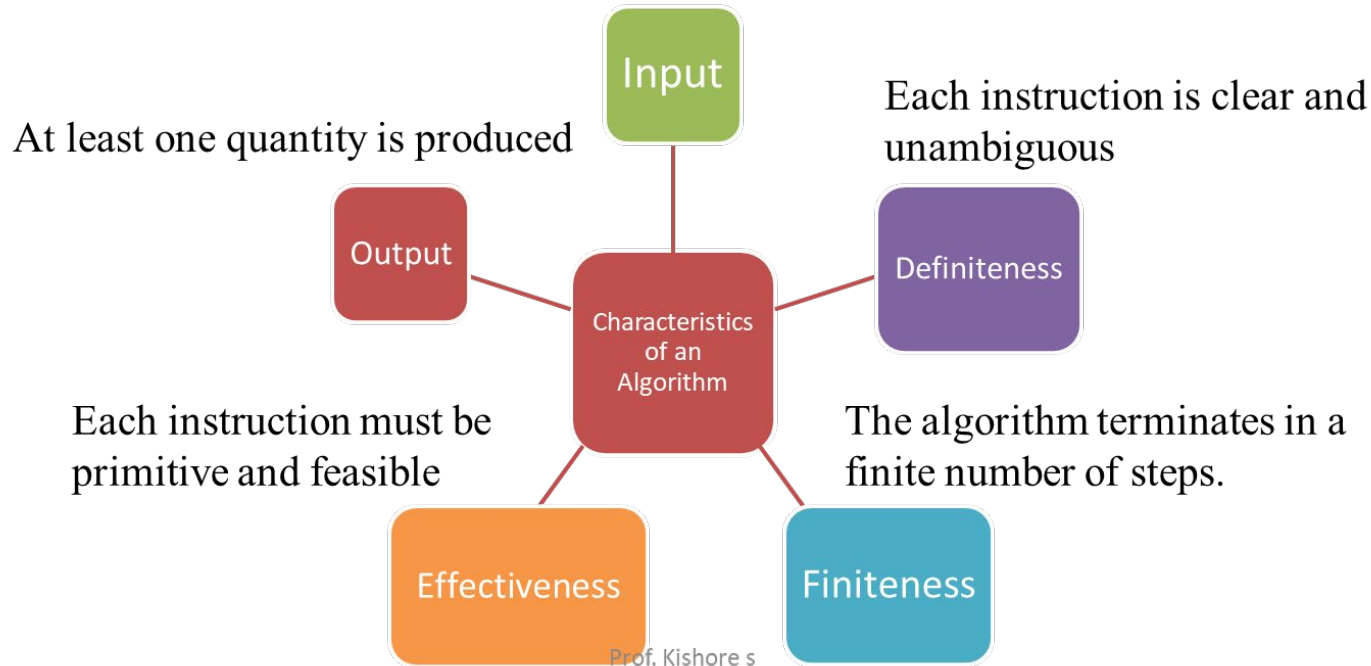 Input
Each instruction is clear and
unambiguous
At least one quantity is produced
Output
Definiteness
Characteristics
of an
Algorithm
Each instruction must be
primitive and feasible
The algorithm terminates in a
finite number of steps.
Effectiveness
Finiteness
Prof. Kishore s